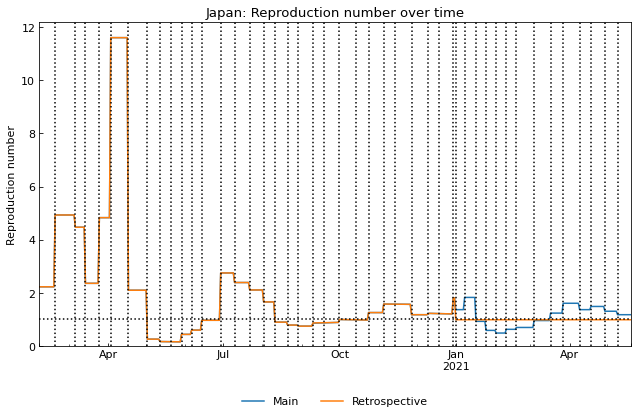 Japan: Reproduction number over time
Reproduction number
12
10
8
6
4
2
0
Apr
Jul
Oct
Jan
2021
Apr
Main
Retrospective